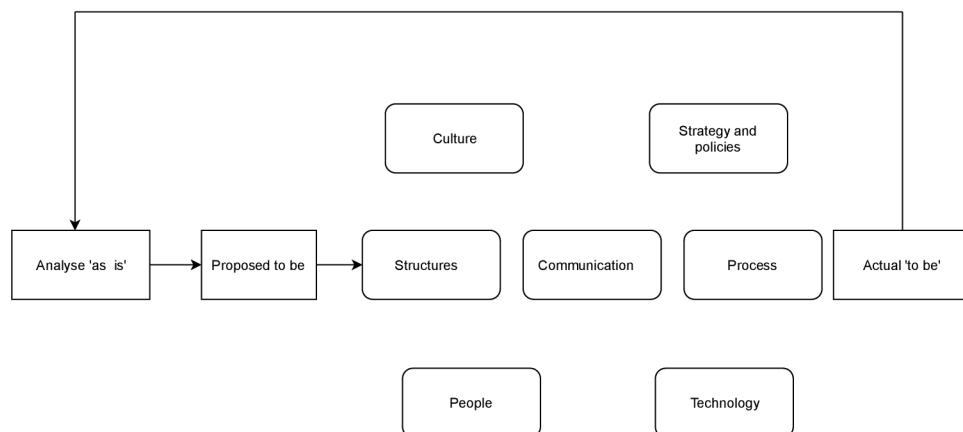 Culture
Strategy and
policies
Analyse 'as is'
Proposed to be
Structures
Communication
Process
Actual 'to be'
People
Technology